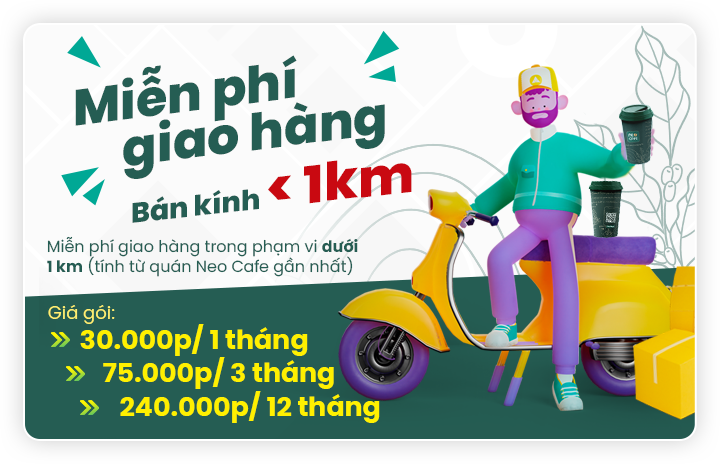 Miễn phí
giao hàng
Bán kính < 1km
Miễn phí giao hàng trong phạm vi dưới
1 km (tính từ quán Neo Cafe gần nhất)
Giá gói:
» 30.000p/ 1 tháng
» 75.000p/ 3 tháng
» 240.000p/ 12 tháng